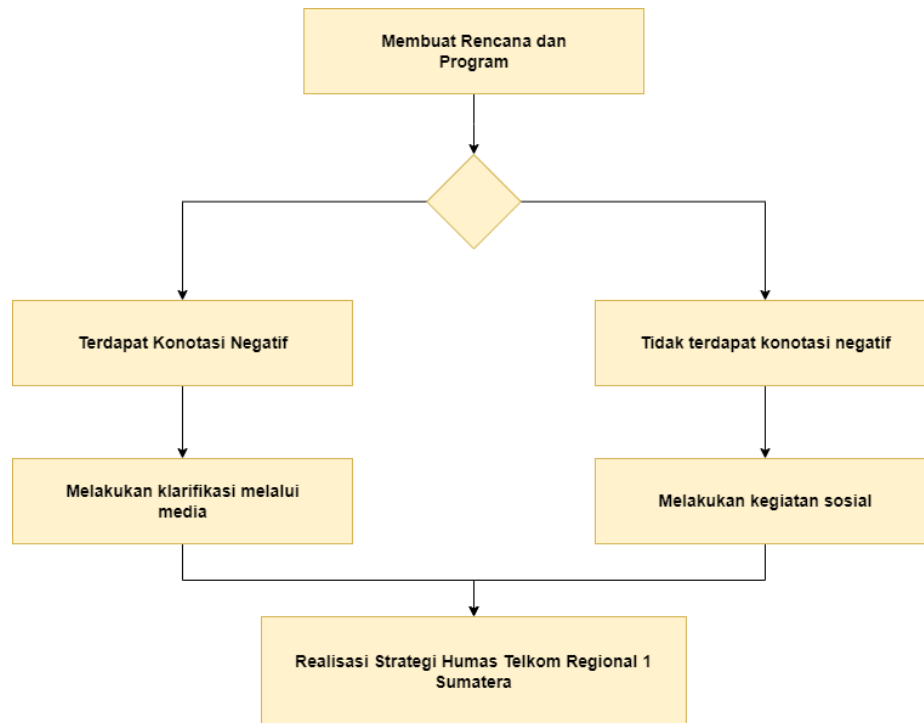 Membuat Rencana dan
Program
Terdapat Konotasi Negatif
Tidak terdapat konotasi negatif
Melakukan klarifikasi melalui
media
Melakukan kegiatan sosial
Realisasi Strategi Humas Telkom Regional 1
Sumatera